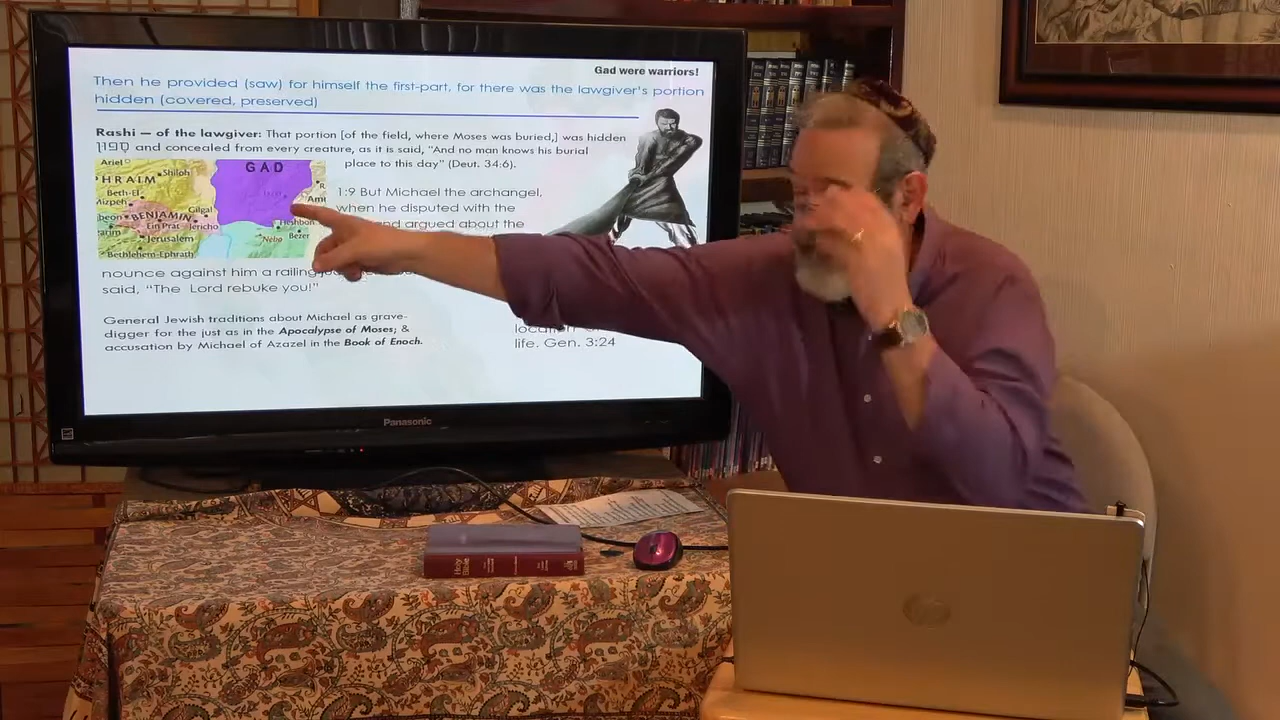 Gad were warriors!
Then he provided (saw) for himself the first-part, for there was the lawgiver's portion
hidden (covered, preserved)
Rashi — of the lawgiver: That portion [of the field, where Moses was buried,] was hidden
סָפוּן and concealed from every creature, as it is said, "And no man knows his burial
place to this day" (Deut. 34:6).
Ariel
GAD
PHRAIM
Shiloh
Beth-El
Mizpeh
Gilgal
BENJAMIN
Ein Prat
Jericho
Heshbon
Jerusalem
Nebo
Bezer
Bethlehem-Ephrath
1:9 But Michael the archangel,
when he disputed with the
and argued about the
nounce against him a railing
said, "The Lord rebuke you!"
General Jewish traditions about Michael as grave-
digger for the just as in the Apocalypse of Moses; &
accusation by Michael of Azazel in the Book of Enoch.
life. Gen. 3:24
Panasonic
Holy Bible
hp